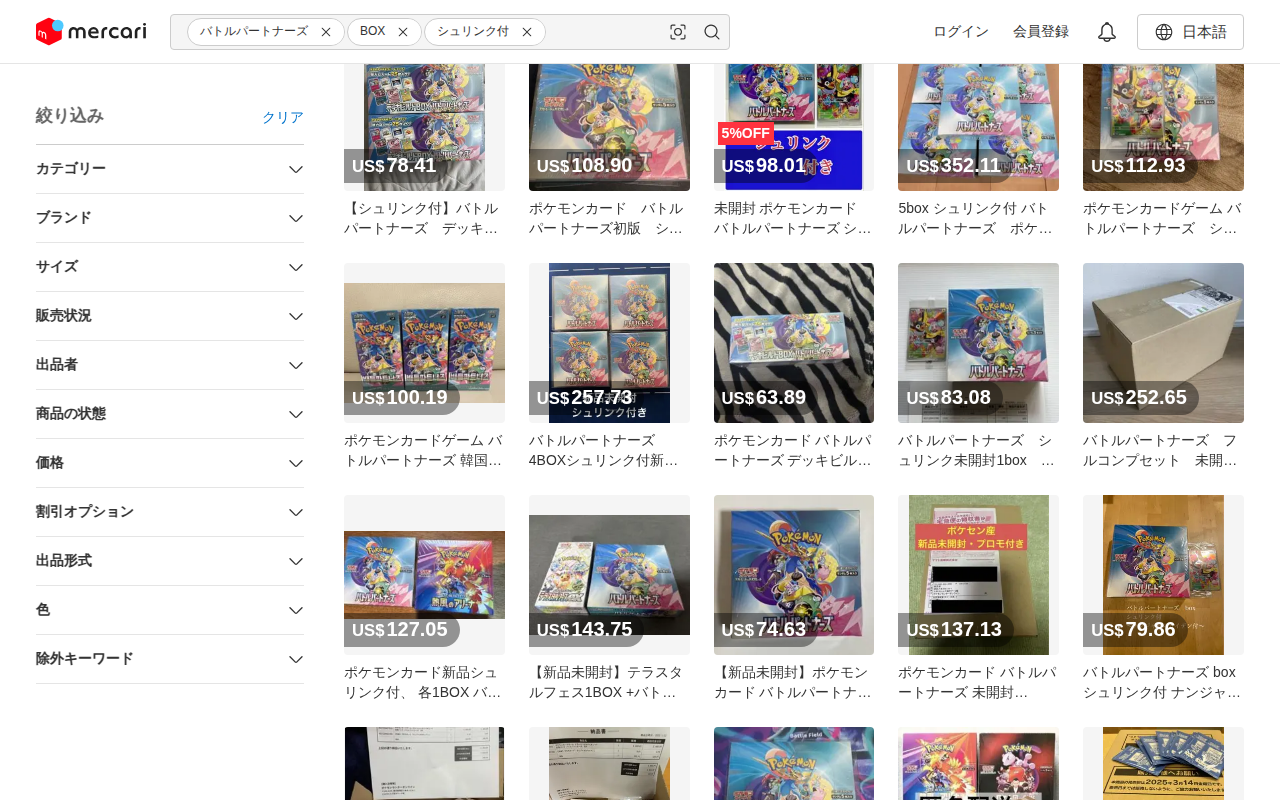 mercari
バトルパートナーズ
BOX
シュリンク付
ログイン
会員登録
日本語
絞り込み
クリア
カテゴリー
ブランド
サイズ
販売状況
出品者
商品の状態
価格
割引オプション
出品形式
色
除外キーワード
US$78.41
【シュリンク付】バトル
パートナーズ　デッキ…
US$108.90
ポケモンカード　バトル
パートナーズ初版　シ…
5%OFF
シュリンク
付き
US$98.01
未開封 ポケモンカード
バトルパートナーズ シ…
US$352.11
5box シュリンク付 バト
ルパートナーズ　ポケ…
US$112.93
ポケモンカードゲーム バ
トルパートナーズ　シ…
US$100.19
ポケモンカードゲーム バ
トルパートナーズ 韓国…
シュリンク付き
US$257.73
バトルパートナーズ
4BOXシュリンク付新…
US$63.89
ポケモンカード バトルパ
ートナーズ デッキビル…
US$83.08
バトルパートナーズ　シ
ュリンク未開封1box　…
US$252.65
バトルパートナーズ　フ
ルコンプセット　未開…
US$127.05
ポケモンカード新品シュ
リンク付、 各1BOX バ…
US$143.75
【新品未開封】テラスタ
ルフェス1BOX +バト…
Pokémon
バトルパートナーズ
US$74.63
【新品未開封】ポケモン
カード バトルパートナ…
ポケセン産
新品未開封・プロモ付き
US$137.13
ポケモンカード バトルパ
ートナーズ 未開封…
US$79.86
バトルパートナーズ box
シュリンク付 ナンジャ…
納品書
Battle Field